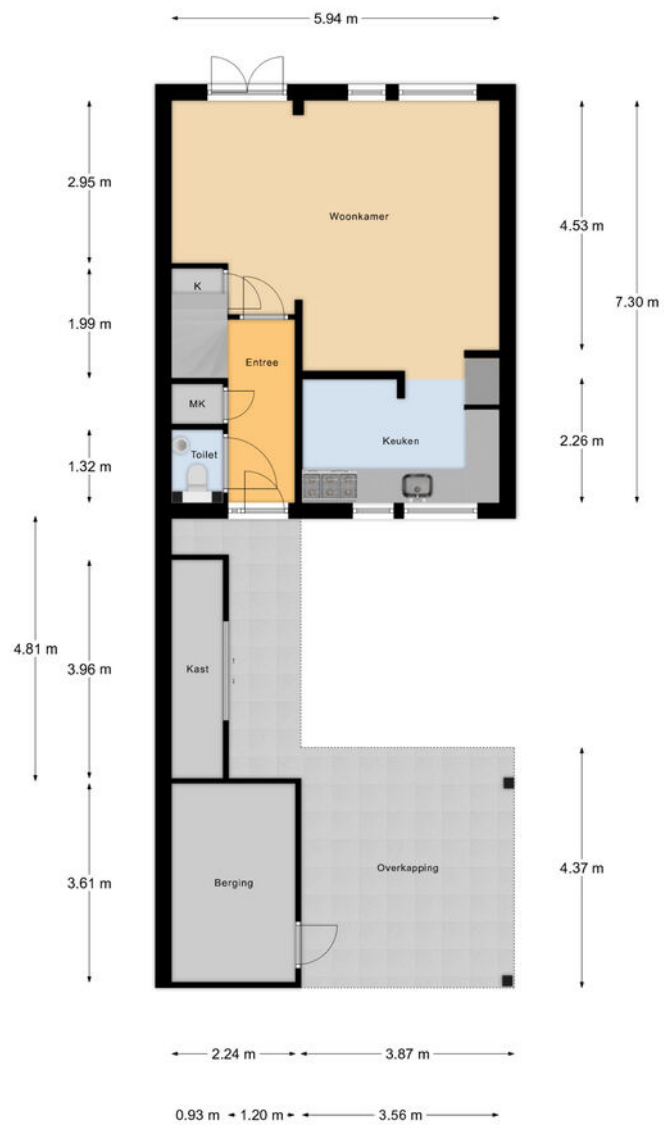 5.94 m
2.95 m
Woonkamer
4.53 m
7.30 m
K
1.99 m
Entree
MK
Keuken
2.26 m
Toilet
1.32 m
4.81 m
3.96 m
Kast
3.61 m
Berging
Overkapping
4.37 m
2.24 m
3.87 m
0.93 m
1.20 m
3.56 m